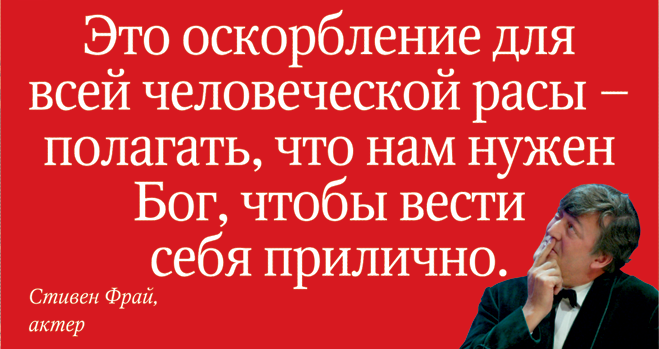 Это оскорбление для
всей человеческой расы –
полагать, что нам нужен
Бог, чтобы вести
себя прилично.
Стивен Фрай,
актер